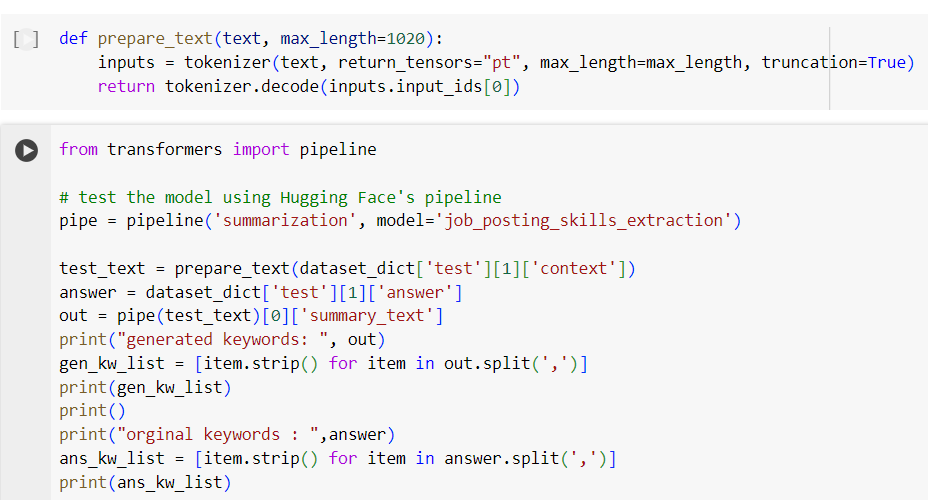 [ ] def prepare_text(text, max_length=1020):
inputs = tokenizer(text, return_tensors="pt", max_length=max_length, truncation=True)
return tokenizer.decode(inputs.input_ids[0])
from transformers import pipeline
# test the model using Hugging Face's pipeline
pipe = pipeline('summarization', model='job_posting_skills_extraction')
test_text = prepare_text(dataset_dict['test'][1]['context'])
answer = dataset_dict['test'][1]['answer']
out = pipe(test_text)[0]['summary_text']
print("generated keywords: ", out)
gen_kw_list = [item.strip() for item in out.split(',')]
print(gen_kw_list)
print()
print("orginal keywords : ",answer)
ans_kw_list = [item.strip() for item in answer.split(',')]
print(ans_kw_list)